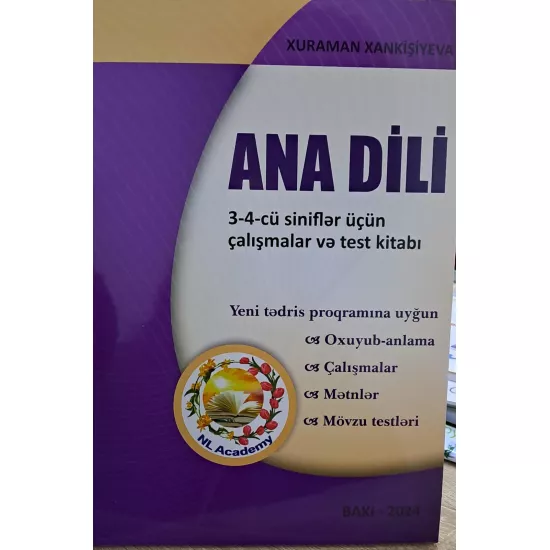 XURAMAN XANKİŞİYEVA
ANA DİLİ
3-4-cü siniflər üçün
çalışmalar və test kitabı
Yeni tədris proqramına uyğun
Oxuyub-anlama
Çalışmalar
Mətnlər
Mövzu testləri
NL Academy
BAKI - 2024